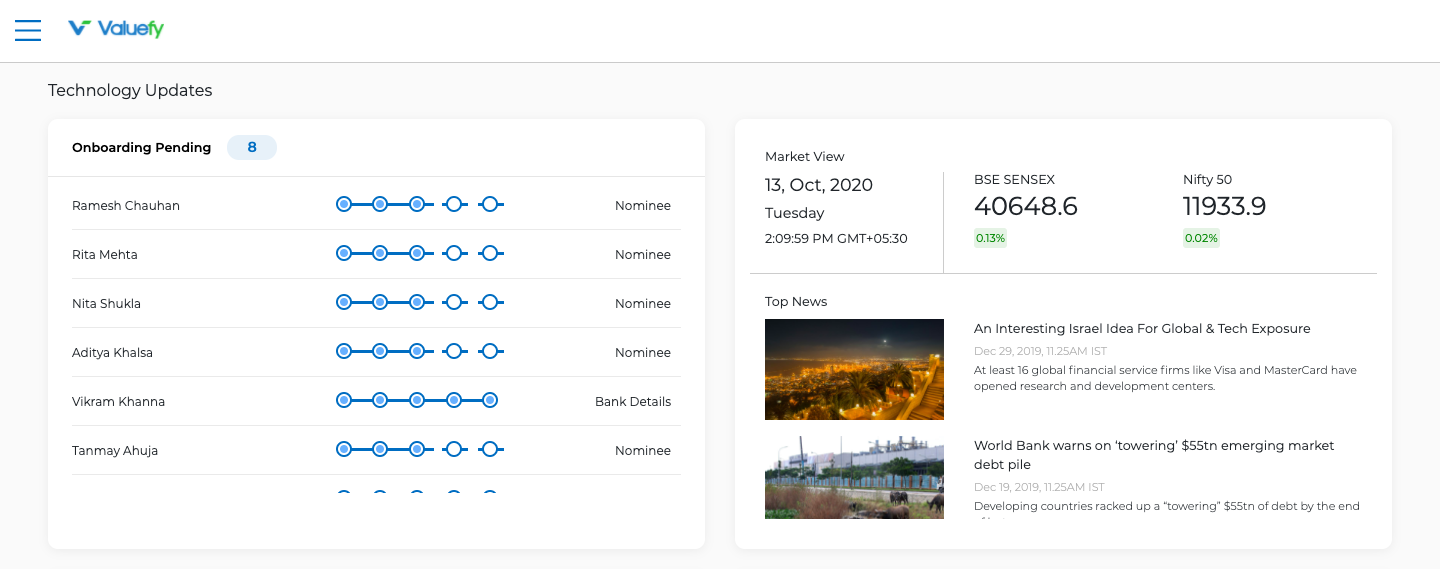 Valuefy
Technology Updates
Onboarding Pending 8
Ramesh Chauhan Nominee
Rita Mehta Nominee
Nita Shukla Nominee
Aditya Khalsa Nominee
Vikram Khanna Bank Details
Tanmay Ahuja Nominee
Market View
13, Oct, 2020
Tuesday
2:09:59 PM GMT+05:30
BSE SENSEX
40648.6
0.13%
Nifty 50
11933.9
0.02%
Top News
An Interesting Israel Idea For Global & Tech Exposure
Dec 29, 2019, 11.25AM IST
At least 16 global financial service firms like Visa and MasterCard have
opened research and development centers.
World Bank warns on ‘towering’ $55tn emerging market
debt pile
Dec 19, 2019, 11.25AM IST
Developing countries racked up a “towering” $55tn of debt by the end